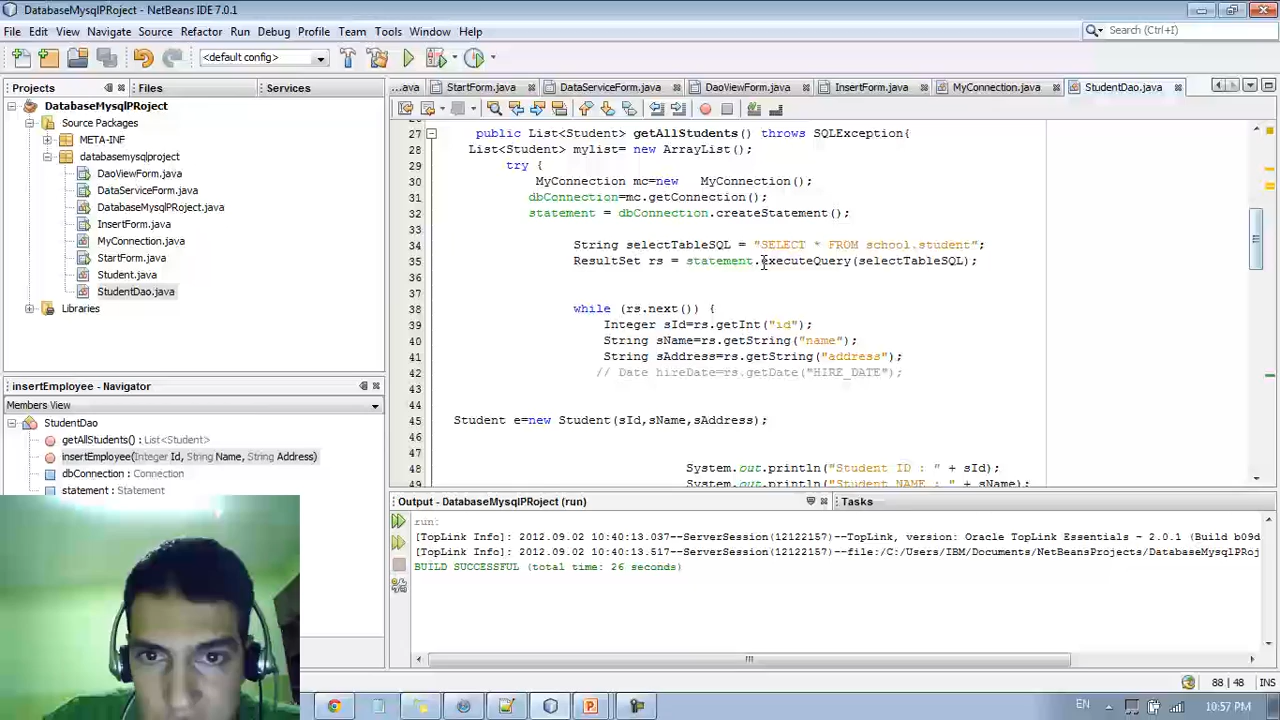 DatabaseMysqlPRoject - NetBeans IDE 7.0.1
File Edit View Navigate Source Refactor Run Debug Profile Team Tools Window Help
Search (Ctrl+I)
<default config>
Projects
Files
Services
...ava
StartForm.java
DataServiceForm.java
DaoViewForm.java
InsertForm.java
MyConnection.java
StudentDao.java
DatabaseMysqlPRoject
Source Packages
META-INF
databasemysqlproject
DaoViewForm.java
DataServiceForm.java
DatabaseMysqlPRoject.java
InsertForm.java
MyConnection.java
StartForm.java
Student.java
StudentDao.java
Libraries
insertEmployee - Navigator
Members View
StudentDao
getAllStudents() : List<Student>
insertEmployee(Integer Id, String Name, String Address)
dbConnection : Connection
statement : Statement
27 public List<Student> getAllStudents() throws SQLException{
28 List<Student> mylist= new ArrayList();
29 try {
30 MyConnection mc=new MyConnection();
31 dbConnection=mc.getConnection();
32 statement = dbConnection.createStatement();
33
34 String selectTableSQL = "SELECT * FROM school.student";
35 ResultSet rs = statement.executeQuery(selectTableSQL);
36
37
38 while (rs.next()) {
39 Integer sId=rs.getInt("id");
40 String sName=rs.getString("name");
41 String sAddress=rs.getString("address");
42 // Date hireDate=rs.getDate("HIRE_DATE");
43
44
45 Student e=new Student(sId,sName,sAddress);
46
47
48 System.out.println("Student ID : " + sId);
49 System.out.println("Student NAME : " + sName);
Output - DatabaseMysqlPRoject (run)
Tasks
run:
[TopLink Info]: 2012.09.02 10:40:13.037--ServerSession(12122157)--TopLink, version: Oracle TopLink Essentials - 2.0.1 (Build b09d
[TopLink Info]: 2012.09.02 10:40:13.517--ServerSession(12122157)--file:/C:/Users/IBM/Documents/NetBeansProjects/DatabaseMysqlPRoj
BUILD SUCCESSFUL (total time: 26 seconds)
88 | 48 INS
EN
10:57 PM